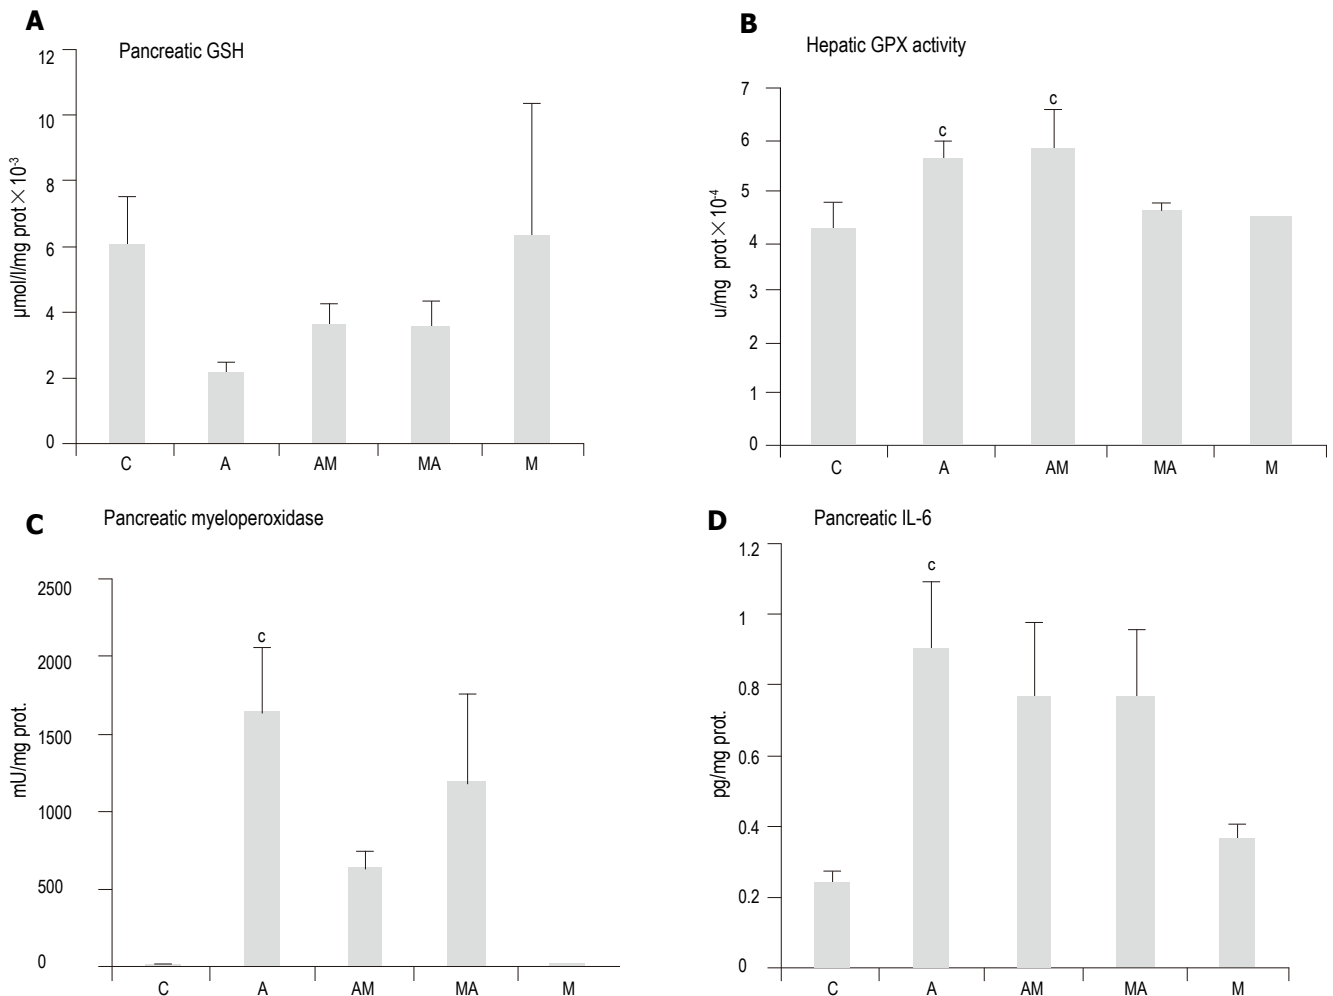 A
Pancreatic GSH
12
10
8
6
4
2
0
µmol/l/mg prot×10⁻³
C A AM MA M
B
Hepatic GPX activity
7
6
5
4
3
2
1
0
u/mg prot×10⁻⁴
c
c
C A AM MA M
C
Pancreatic myeloperoxidase
2500
2000
1500
1000
500
0
mU/mg prot.
c
C A AM MA M
D
Pancreatic IL-6
1.2
1
0.8
0.6
0.4
0.2
0
pg/mg prot.
c
C A AM MA M